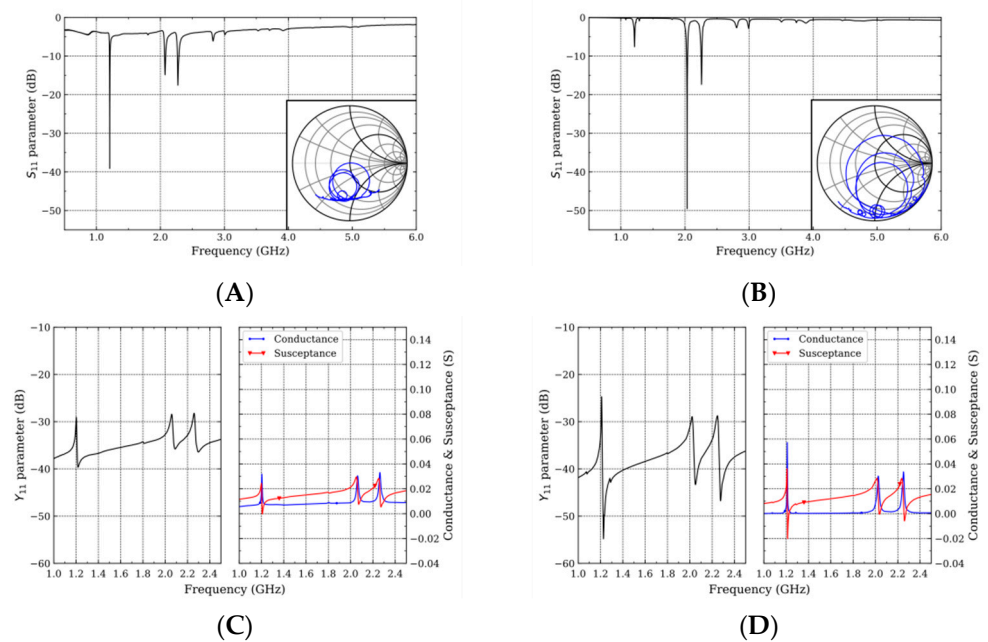 0
−10
−20
−30
−40
−50
S11 parameter (dB)
1.0 2.0 3.0 4.0 5.0 6.0
Frequency (GHz)
(A)
0
−10
−20
−30
−40
−50
S11 parameter (dB)
1.0 2.0 3.0 4.0 5.0 6.0
Frequency (GHz)
(B)
−10
−20
−30
−40
−50
−60
Y11 parameter (dB)
1.0 1.2 1.4 1.6 1.8 2.0 2.2 2.4
Conductance
Susceptance
0.14
0.12
0.10
0.08
0.06
0.04
0.02
0.00
−0.02
−0.04
Conductance & Susceptance (S)
1.0 1.2 1.4 1.6 1.8 2.0 2.2 2.4
Frequency (GHz)
(C)
−10
−20
−30
−40
−50
−60
Y11 parameter (dB)
1.0 1.2 1.4 1.6 1.8 2.0 2.2 2.4
Conductance
Susceptance
0.14
0.12
0.10
0.08
0.06
0.04
0.02
0.00
−0.02
−0.04
Conductance & Susceptance (S)
1.0 1.2 1.4 1.6 1.8 2.0 2.2 2.4
Frequency (GHz)
(D)